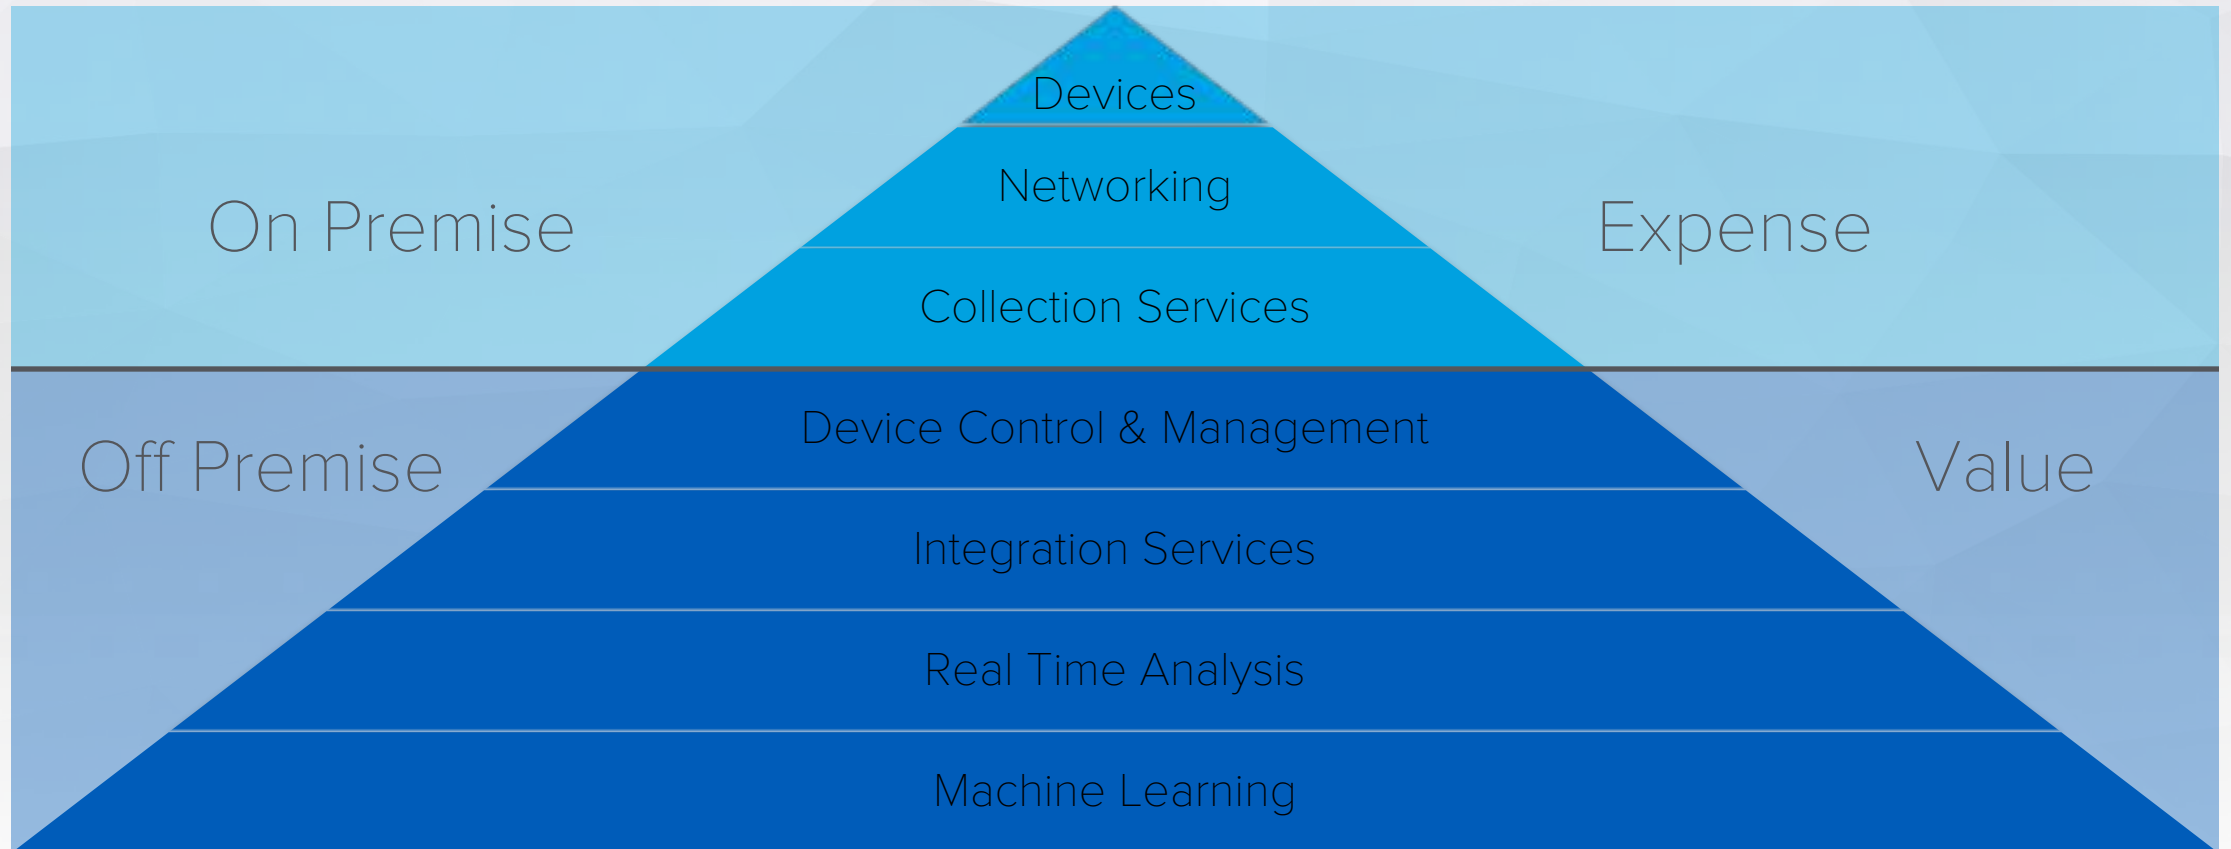 Devices
Networking
On Premise
Expense
Collection Services
Device Control & Management
Off Premise
Value
Integration Services
Real Time Analysis
Machine Learning